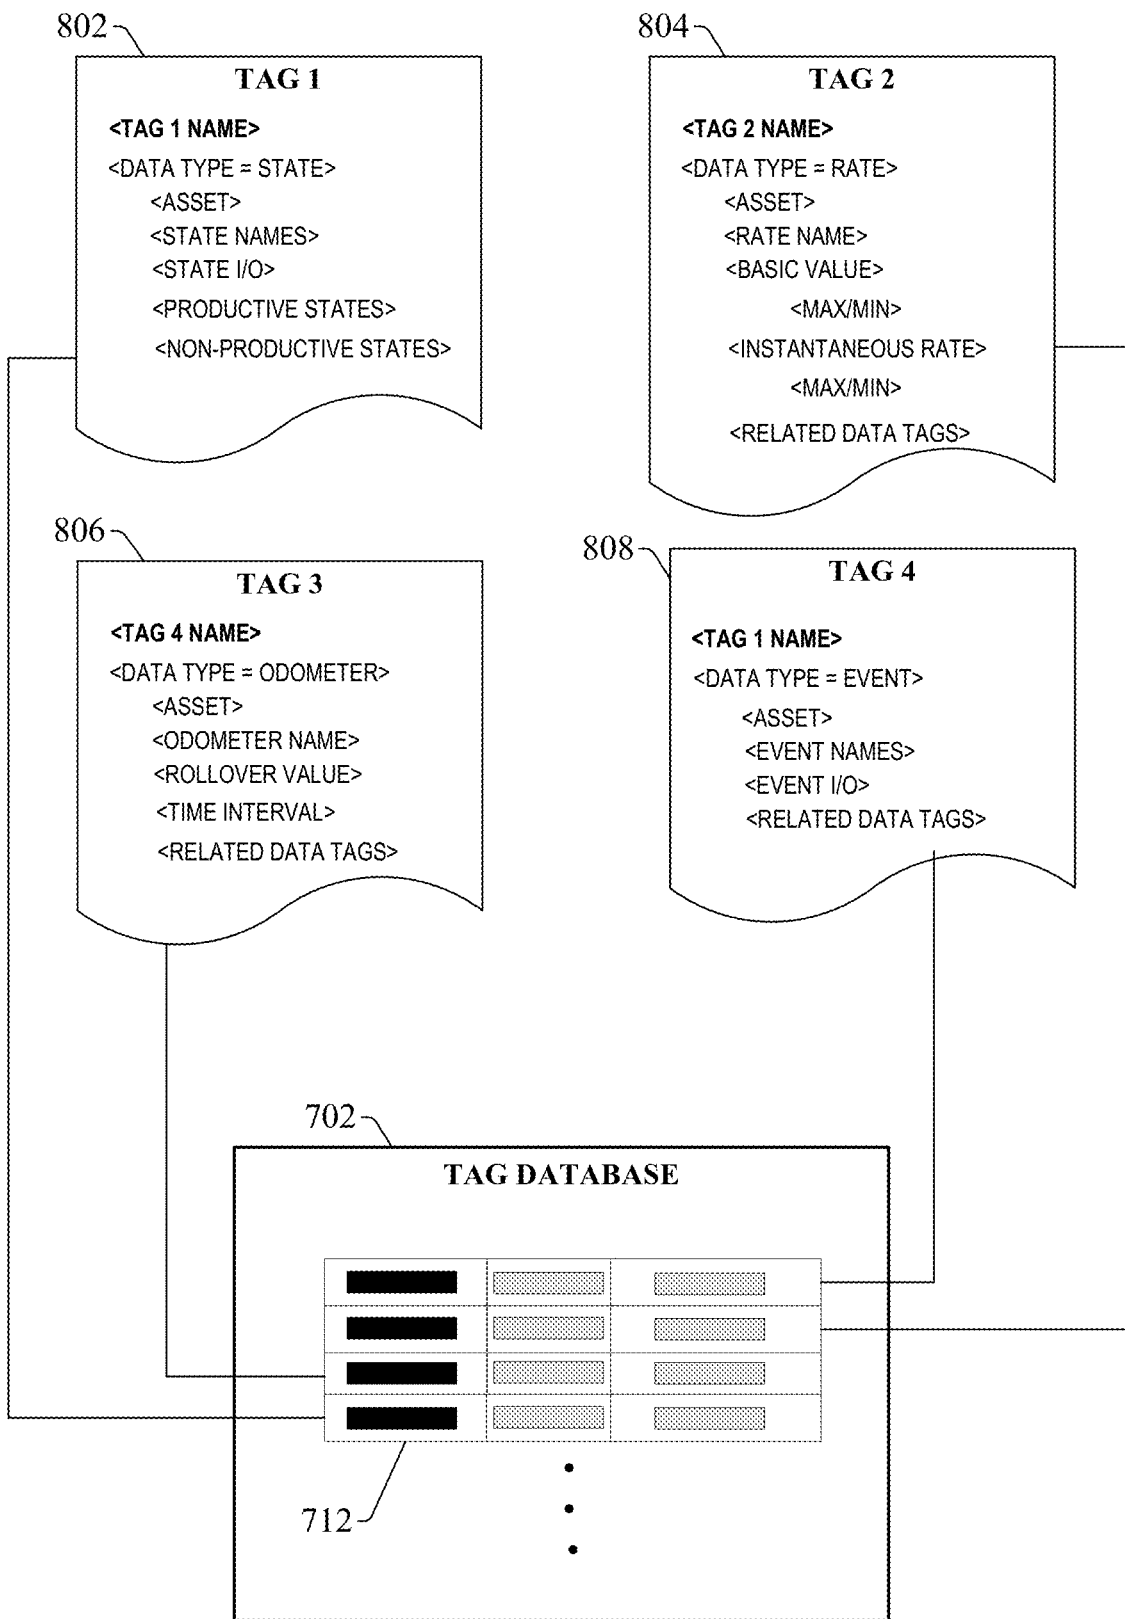 802
TAG 1
<TAG 1 NAME>
<DATA TYPE = STATE>
<ASSET>
<STATE NAMES>
<STATE I/O>
<PRODUCTIVE STATES>
<NON-PRODUCTIVE STATES>
804
TAG 2
<TAG 2 NAME>
<DATA TYPE = RATE>
<ASSET>
<RATE NAME>
<BASIC VALUE>
<MAX/MIN>
<INSTANTANEOUS RATE>
<MAX/MIN>
<RELATED DATA TAGS>
806
TAG 3
<TAG 4 NAME>
<DATA TYPE = ODOMETER>
<ASSET>
<ODOMETER NAME>
<ROLLOVER VALUE>
<TIME INTERVAL>
<RELATED DATA TAGS>
808
TAG 4
<TAG 1 NAME>
<DATA TYPE = EVENT>
<ASSET>
<EVENT NAMES>
<EVENT I/O>
<RELATED DATA TAGS>
702
TAG DATABASE
712